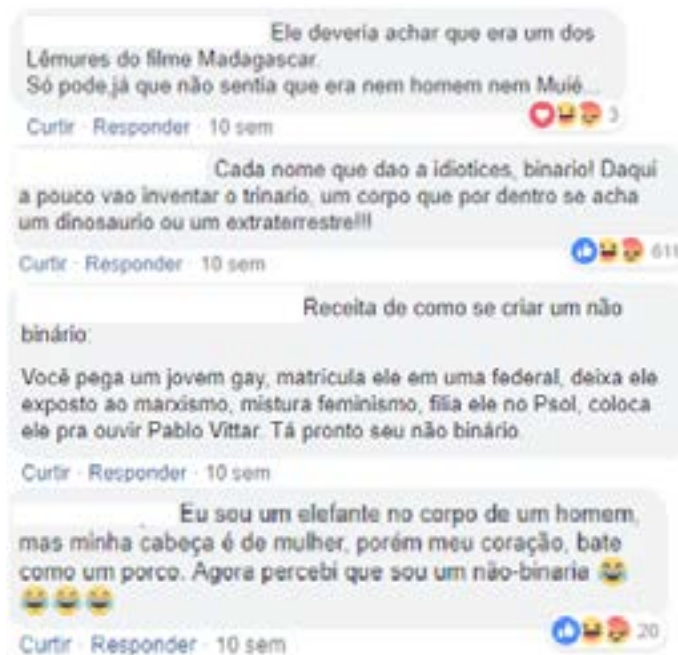 Ele deveria achar que era um dos
Lêmures do filme Madagascar.
Só pode,já que não sentia que era nem homem nem Muié...
Curtir · Responder · 10 sem
3
Cada nome que dao a idiotices, binario! Daqui
a pouco vao inventar o trinario, um corpo que por dentro se acha
um dinosaurio ou um extraterrestre!!!
Curtir · Responder · 10 sem
Receita de como se criar um não
binário:
Você pega um jovem gay, matricula ele em uma federal, deixa ele
exposto ao marxismo, mistura feminismo, filia ele no Psol, coloca
ele pra ouvir Pablo Vittar. Tá pronto seu não binário.
Curtir · Responder · 10 sem
Eu sou um elefante no corpo de um homem,
mas minha cabeça é de mulher, porém meu coração, bate
como um porco. Agora percebi que sou um não-binaria 😂
😂😂😂
Curtir · Responder · 10 sem
20